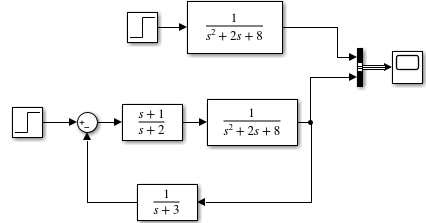 1
s² + 2s + 8
+
−
s + 1
s + 2
1
s² + 2s + 8
1
s + 3